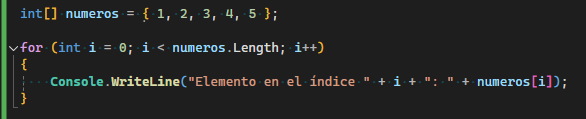 int[] numeros = { 1, 2, 3, 4, 5 };
for (int i = 0; i < numeros.Length; i++)
{
Console.WriteLine("Elemento en el índice " + i + ": " + numeros[i]);
}